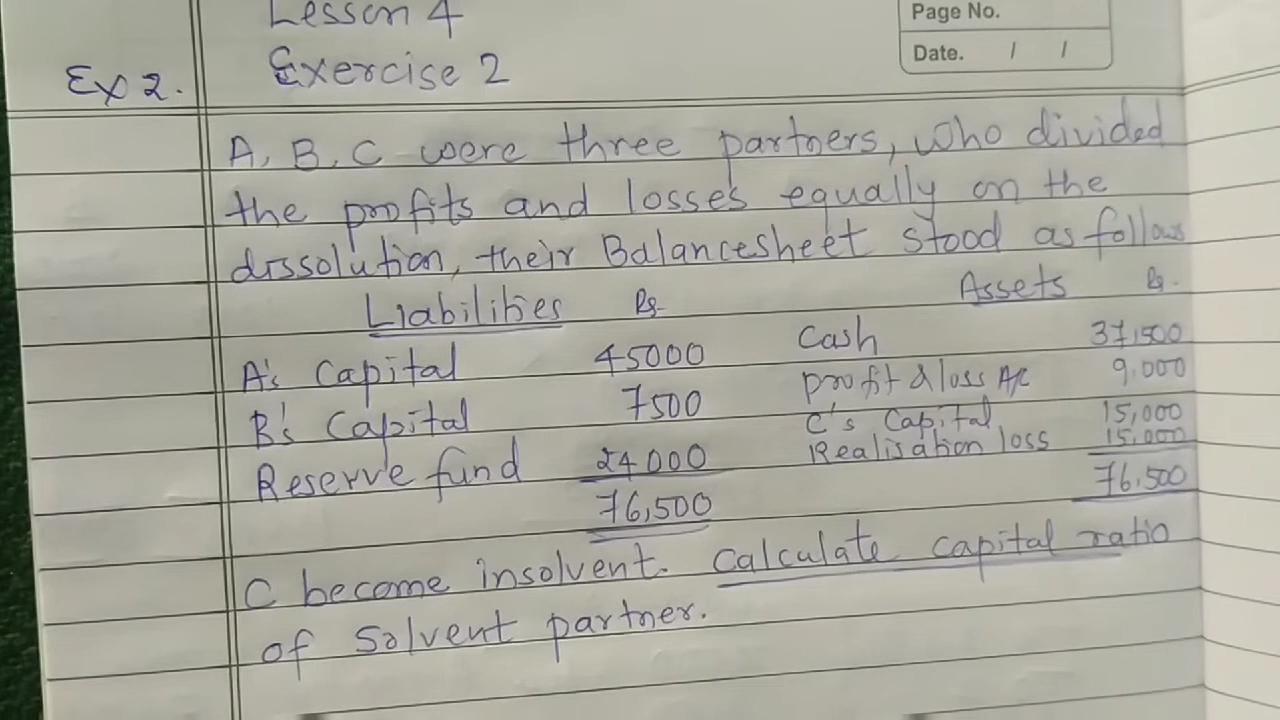 Lesson 4
Page No.
Date. / /
Ex 2. Exercise 2
A, B, C were three partners, who divided
the profits and losses equally on the
dissolution, their Balancesheet stood as follows
Liabilities Rs. Assets Rs.
A's Capital 45000 Cash 37,500
B's Capital 7500 Profit & loss A/c 9,000
C's Capital 15,000
Reserve fund 24000 Realisation loss 15,000
76,500 76,500
C become insolvent. Calculate capital ratio
of solvent partner.